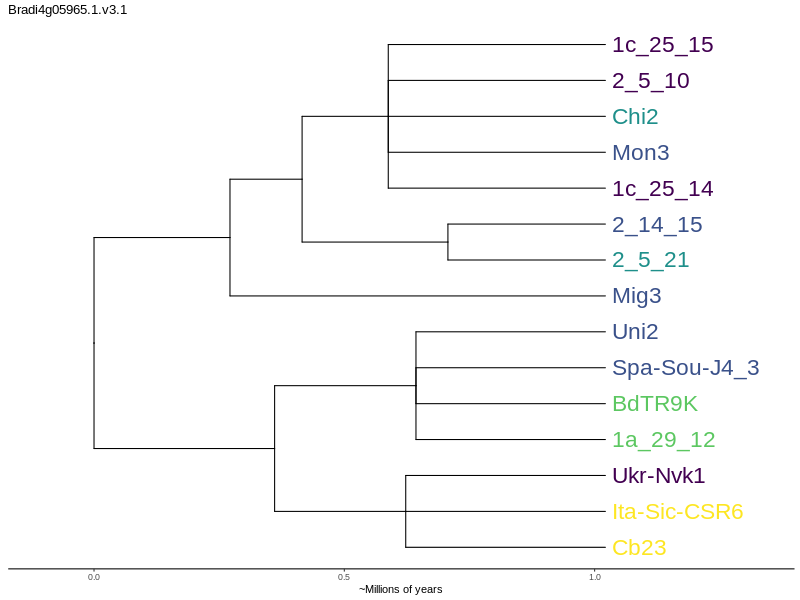 Bradi4g05965.1.v3.1
1c_25_15
2_5_10
Chi2
Mon3
1c_25_14
2_14_15
2_5_21
Mig3
Uni2
Spa-Sou-J4_3
BdTR9K
1a_29_12
Ukr-Nvk1
Ita-Sic-CSR6
Cb23
0.0 0.5 1.0
~Millions of years